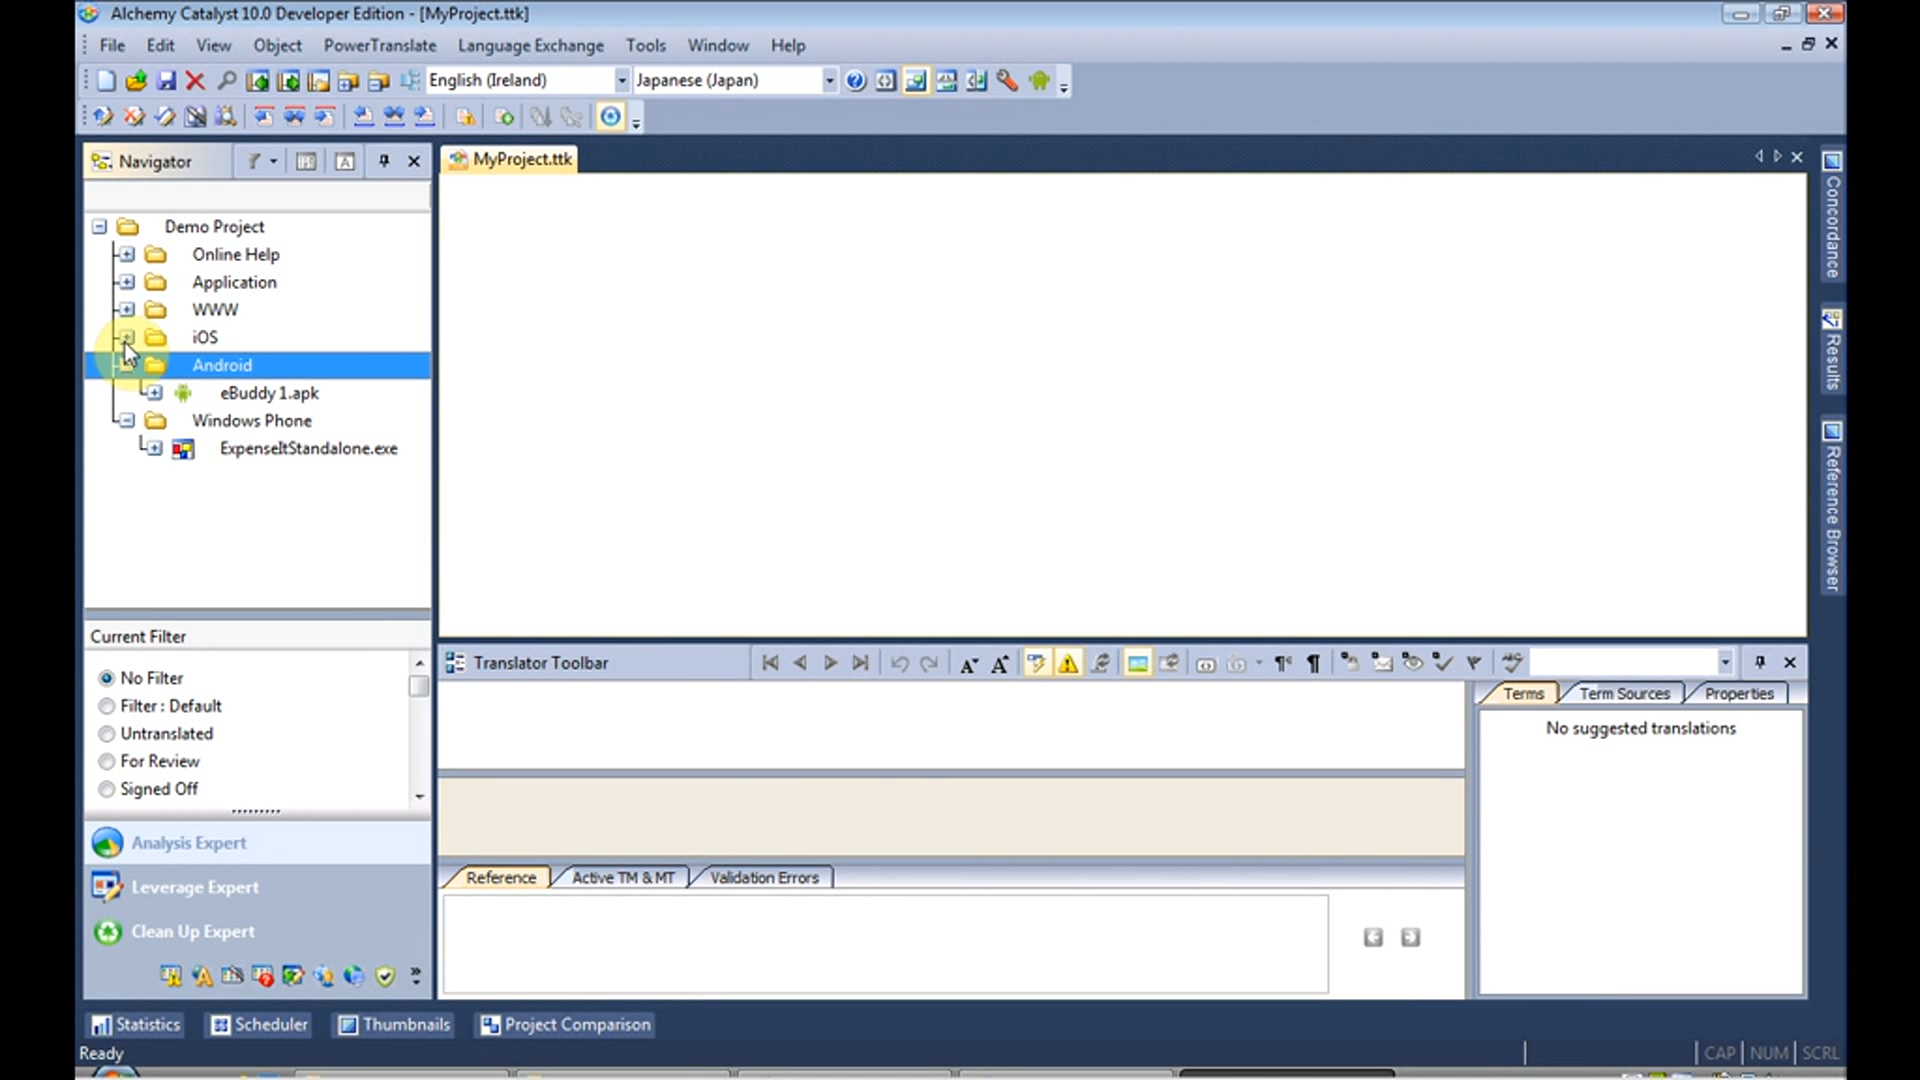 Alchemy Catalyst 10.0 Developer Edition - [MyProject.ttk]
File Edit View Object PowerTranslate Language Exchange Tools Window Help
English (Ireland) Japanese (Japan)
Navigator
MyProject.ttk
Demo Project
Online Help
Application
WWW
iOS
Android
eBuddy 1.apk
Windows Phone
ExpenseItStandalone.exe
Concordance
Results
Reference Browser
Current Filter
No Filter
Filter : Default
Untranslated
For Review
Signed Off
Translator Toolbar
Terms Term Sources Properties
No suggested translations
Analysis Expert
Leverage Expert
Clean Up Expert
Reference Active TM & MT Validation Errors
Statistics Scheduler Thumbnails Project Comparison
Ready CAP NUM SCRL